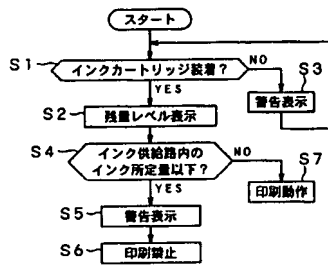 スタート
S1
インクカートリッジ装着?
NO
S3
YES
警告表示
S2
残量レベル表示
S4
インク供給路内の
インク所定量以下?
NO
S7
YES
印刷動作
S5
警告表示
S6
印刷禁止